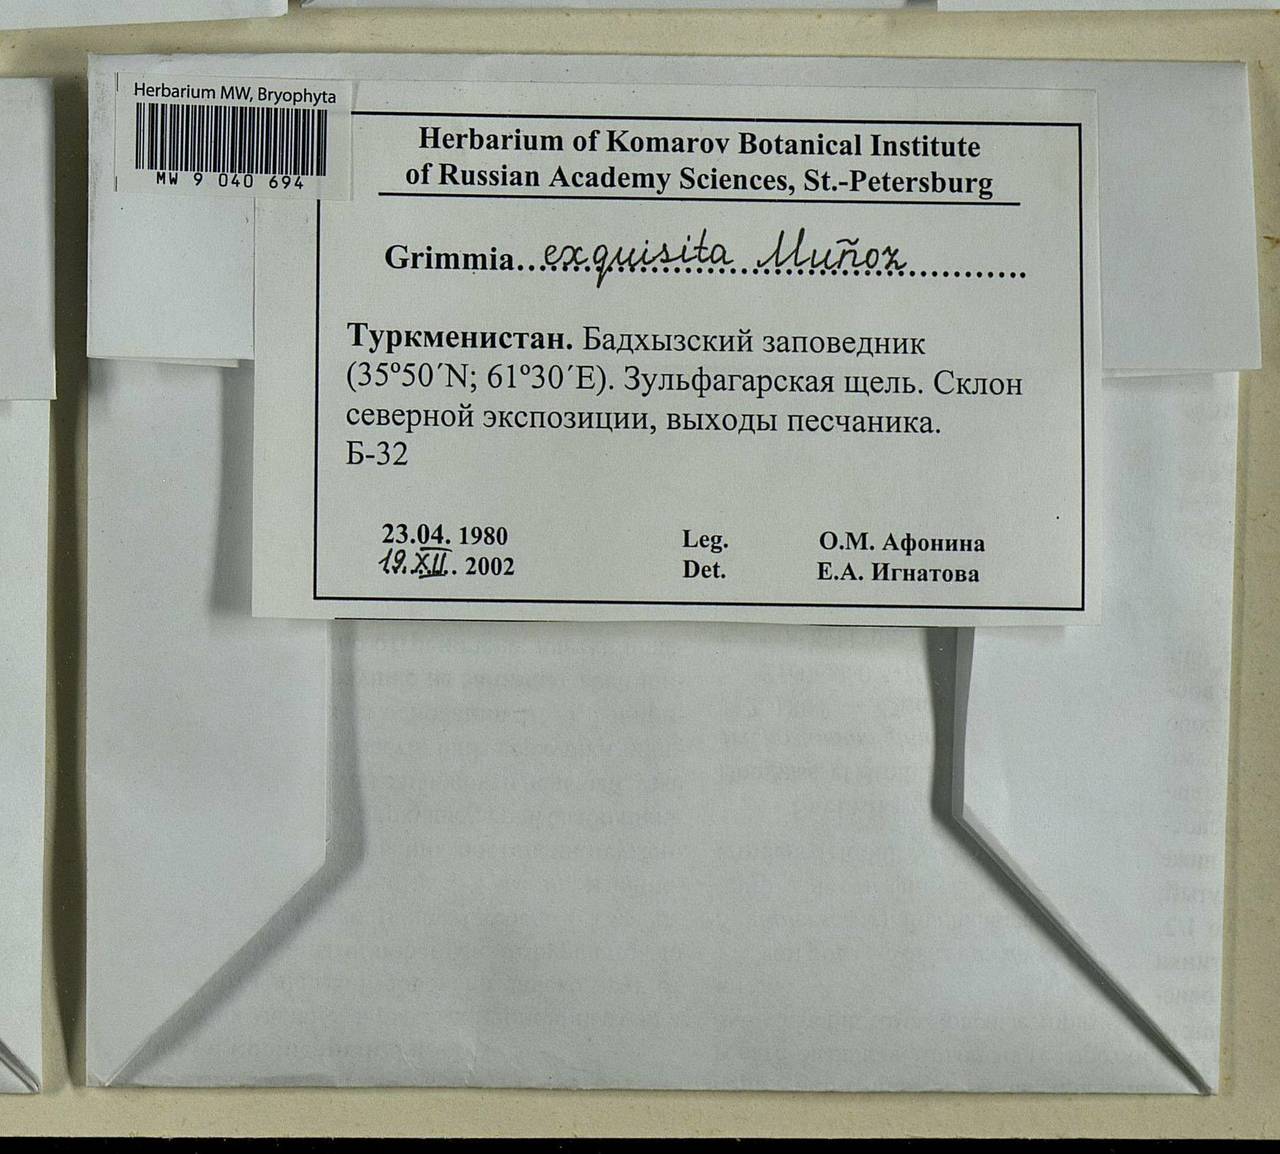 Herbarium MW, Bryophyta
MW 9 040 694
Herbarium of Komarov Botanical Institute
of Russian Academy Sciences, St.-Petersburg
Grimmia...exquisita Muñoz............
Туркменистан. Бадхызский заповедник
(35º50´N; 61º30´E). Зульфагарская щель. Склон
северной экспозиции, выходы песчаника.
Б-32
23.04. 1980 Leg. О.М. Афонина
19.XII. 2002 Det. Е.А. Игнатова